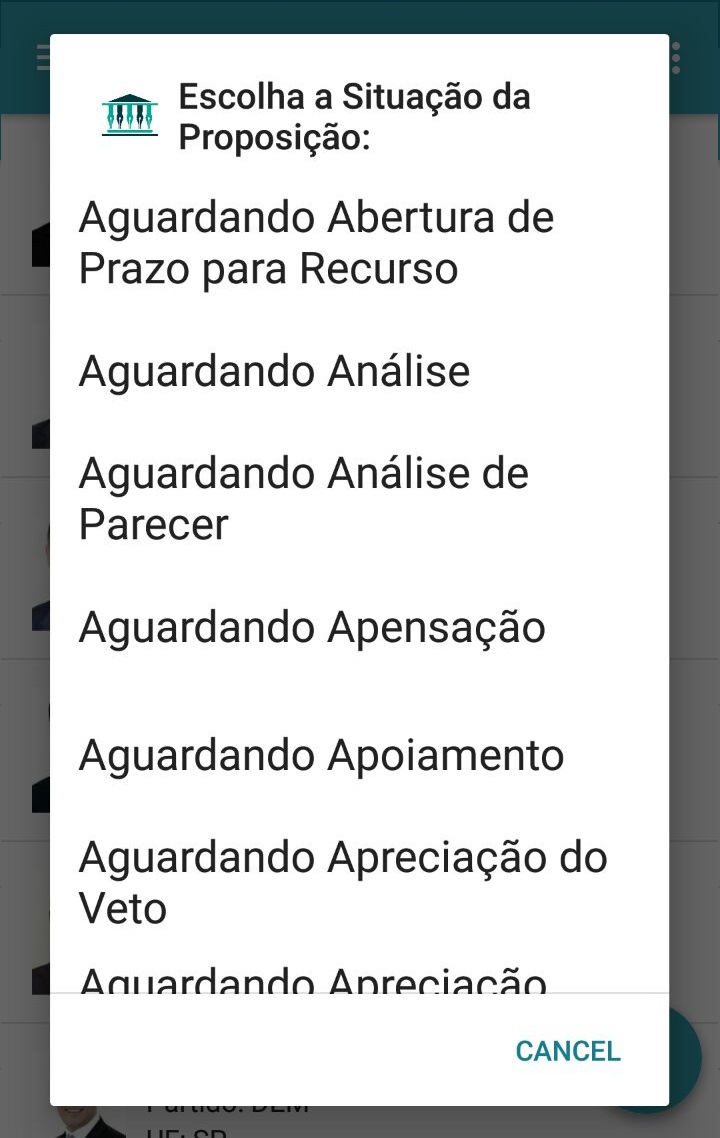 Escolha a Situação da
Proposição:
Aguardando Abertura de
Prazo para Recurso
Aguardando Análise
Aguardando Análise de
Parecer
Aguardando Apensação
Aguardando Apoiamento
Aguardando Apreciação do
Veto
Aguardando Apreciação
CANCEL
Partido: DEM
UF: SP